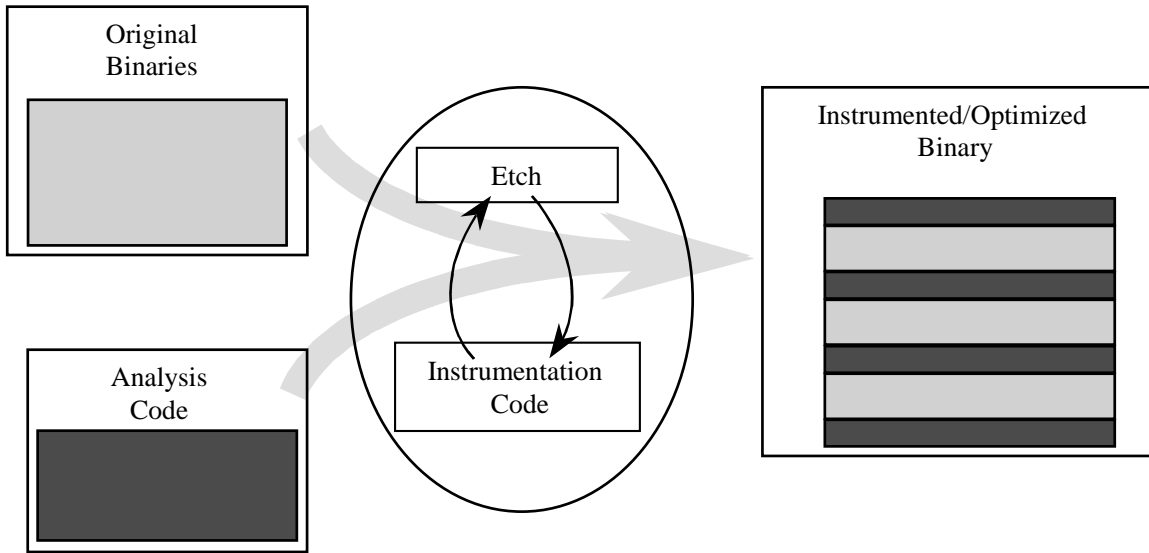 Original
Binaries
Etch
Instrumentation
Code
Analysis
Code
Instrumented/Optimized
Binary